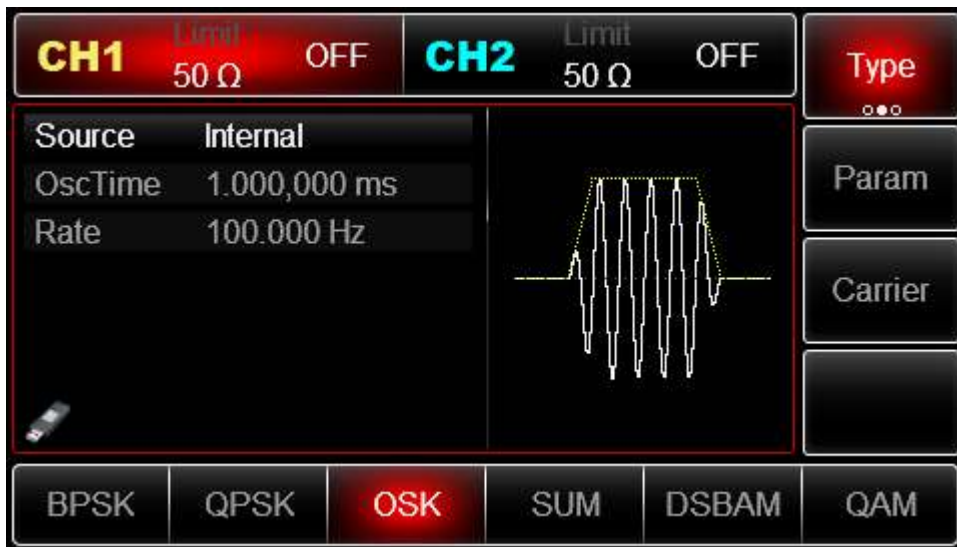 CH1 Limit 50 Ω OFF CH2 Limit 50 Ω OFF
Type
Source Internal
OscTime 1.000,000 ms
Rate 100.000 Hz
Param
Carrier
BPSK QPSK OSK SUM DSBAM QAM